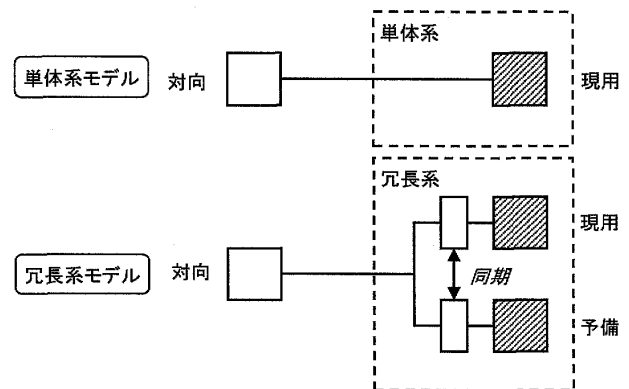 単体系
単体系モデル 対向 現用
冗長系
現用
冗長系モデル 対向 同期
予備